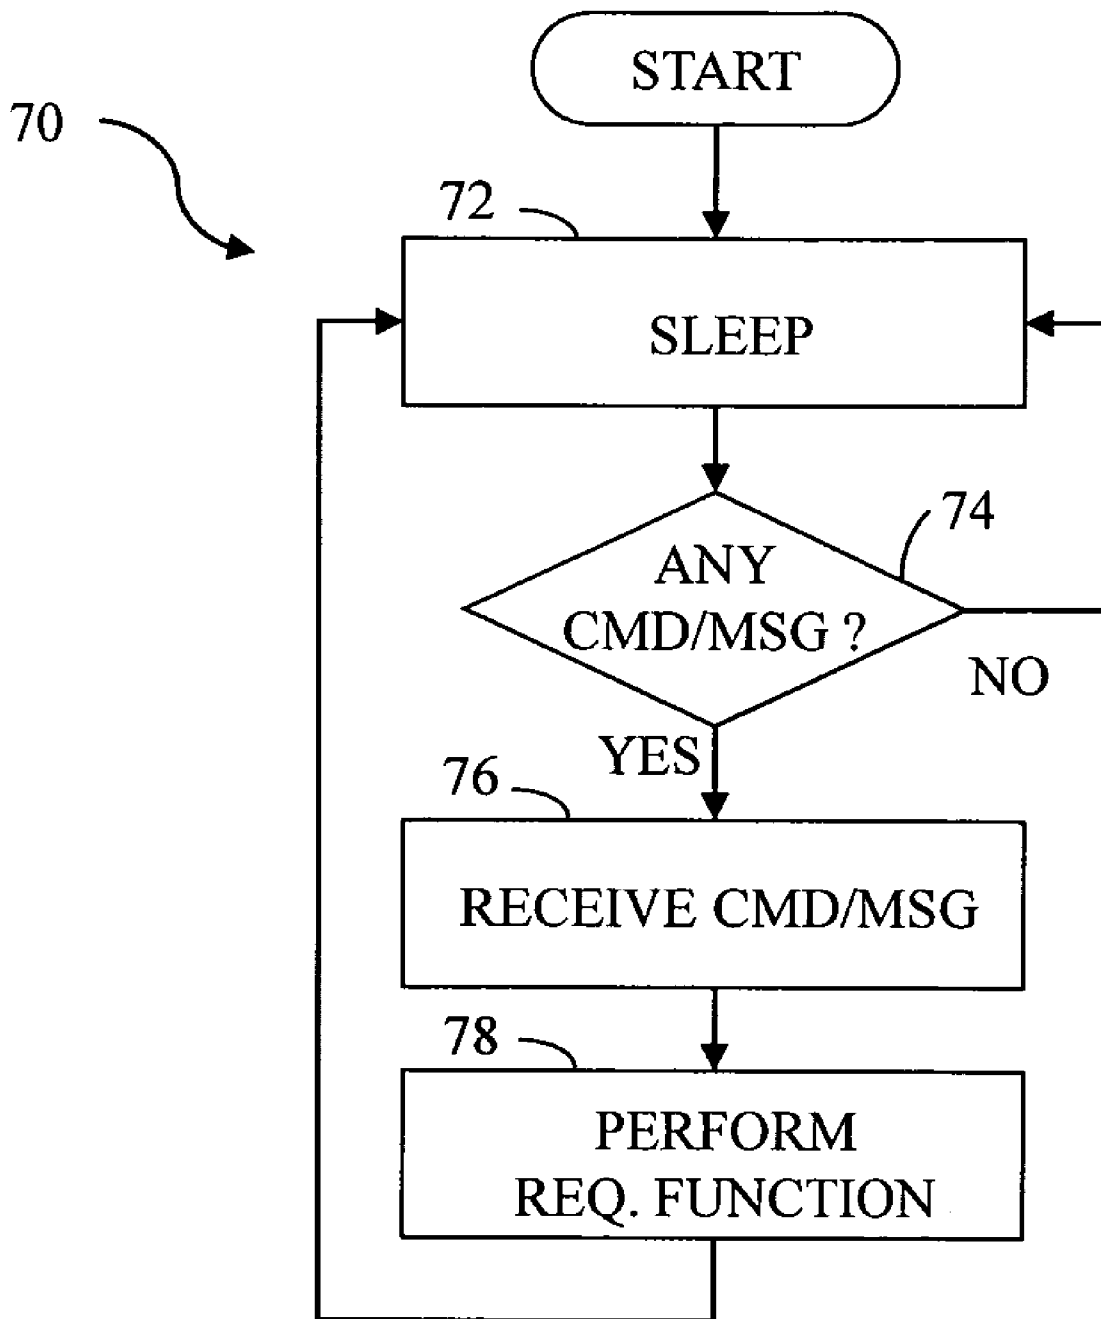 START
70
72
SLEEP
74
ANY
CMD/MSG ?
NO
YES
76
RECEIVE CMD/MSG
78
PERFORM
REQ. FUNCTION